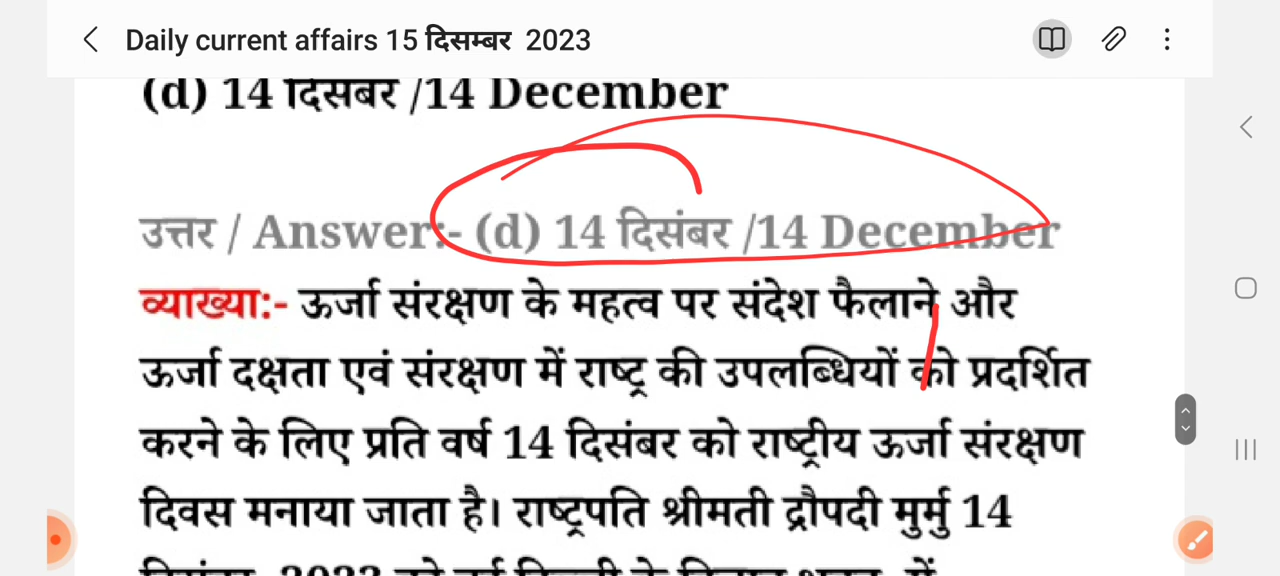 Daily current affairs 15 दिसम्बर 2023
(d) 14 दिसंबर /14 December
उत्तर / Answer:- (d) 14 दिसंबर /14 December
व्याख्या:- ऊर्जा संरक्षण के महत्व पर संदेश फैलाने और
ऊर्जा दक्षता एवं संरक्षण में राष्ट्र की उपलब्धियों को प्रदर्शित
करने के लिए प्रति वर्ष 14 दिसंबर को राष्ट्रीय ऊर्जा संरक्षण
दिवस मनाया जाता है। राष्ट्रपति श्रीमती द्रौपदी मुर्मु 14